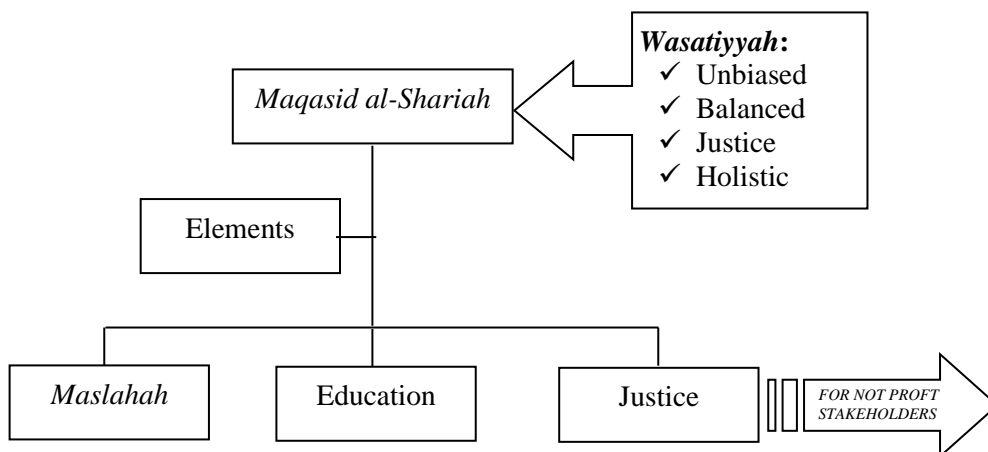 Wasatiyyah:
✓ Unbiased
✓ Balanced
✓ Justice
✓ Holistic
Maqasid al-Shariah
Elements
Maslahah
Education
Justice
FOR NOT PROFT
STAKEHOLDERS